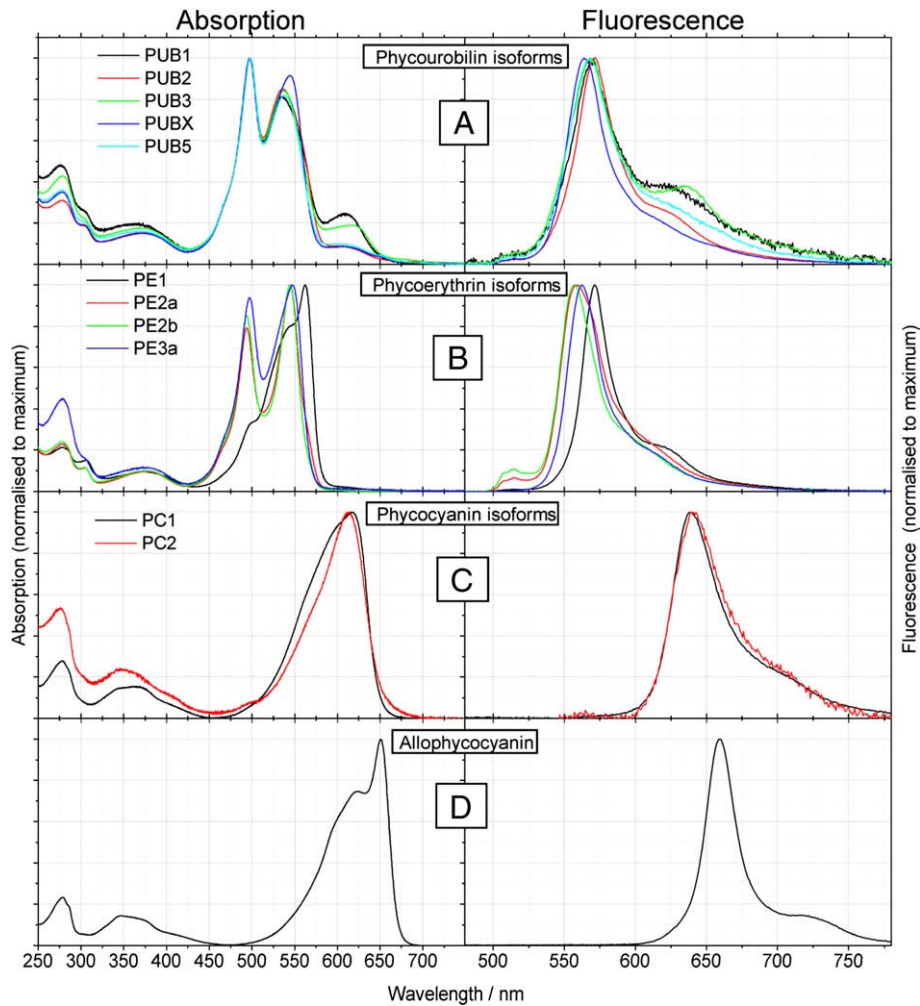 Absorption
Fluorescence
Phycourobilin isoforms
PUB1
PUB2
PUB3
PUBX
PUB5
A
Phycoerythrin isoforms
PE1
PE2a
PE2b
PE3a
B
Phycocyanin isoforms
PC1
PC2
C
Allophycocyanin
D
Absorption (normalised to maximum)
Fluorescence (normalised to maximum)
250 300 350 400 450 500 550 600 650 700 500 550 600 650 700 750
Wavelength / nm